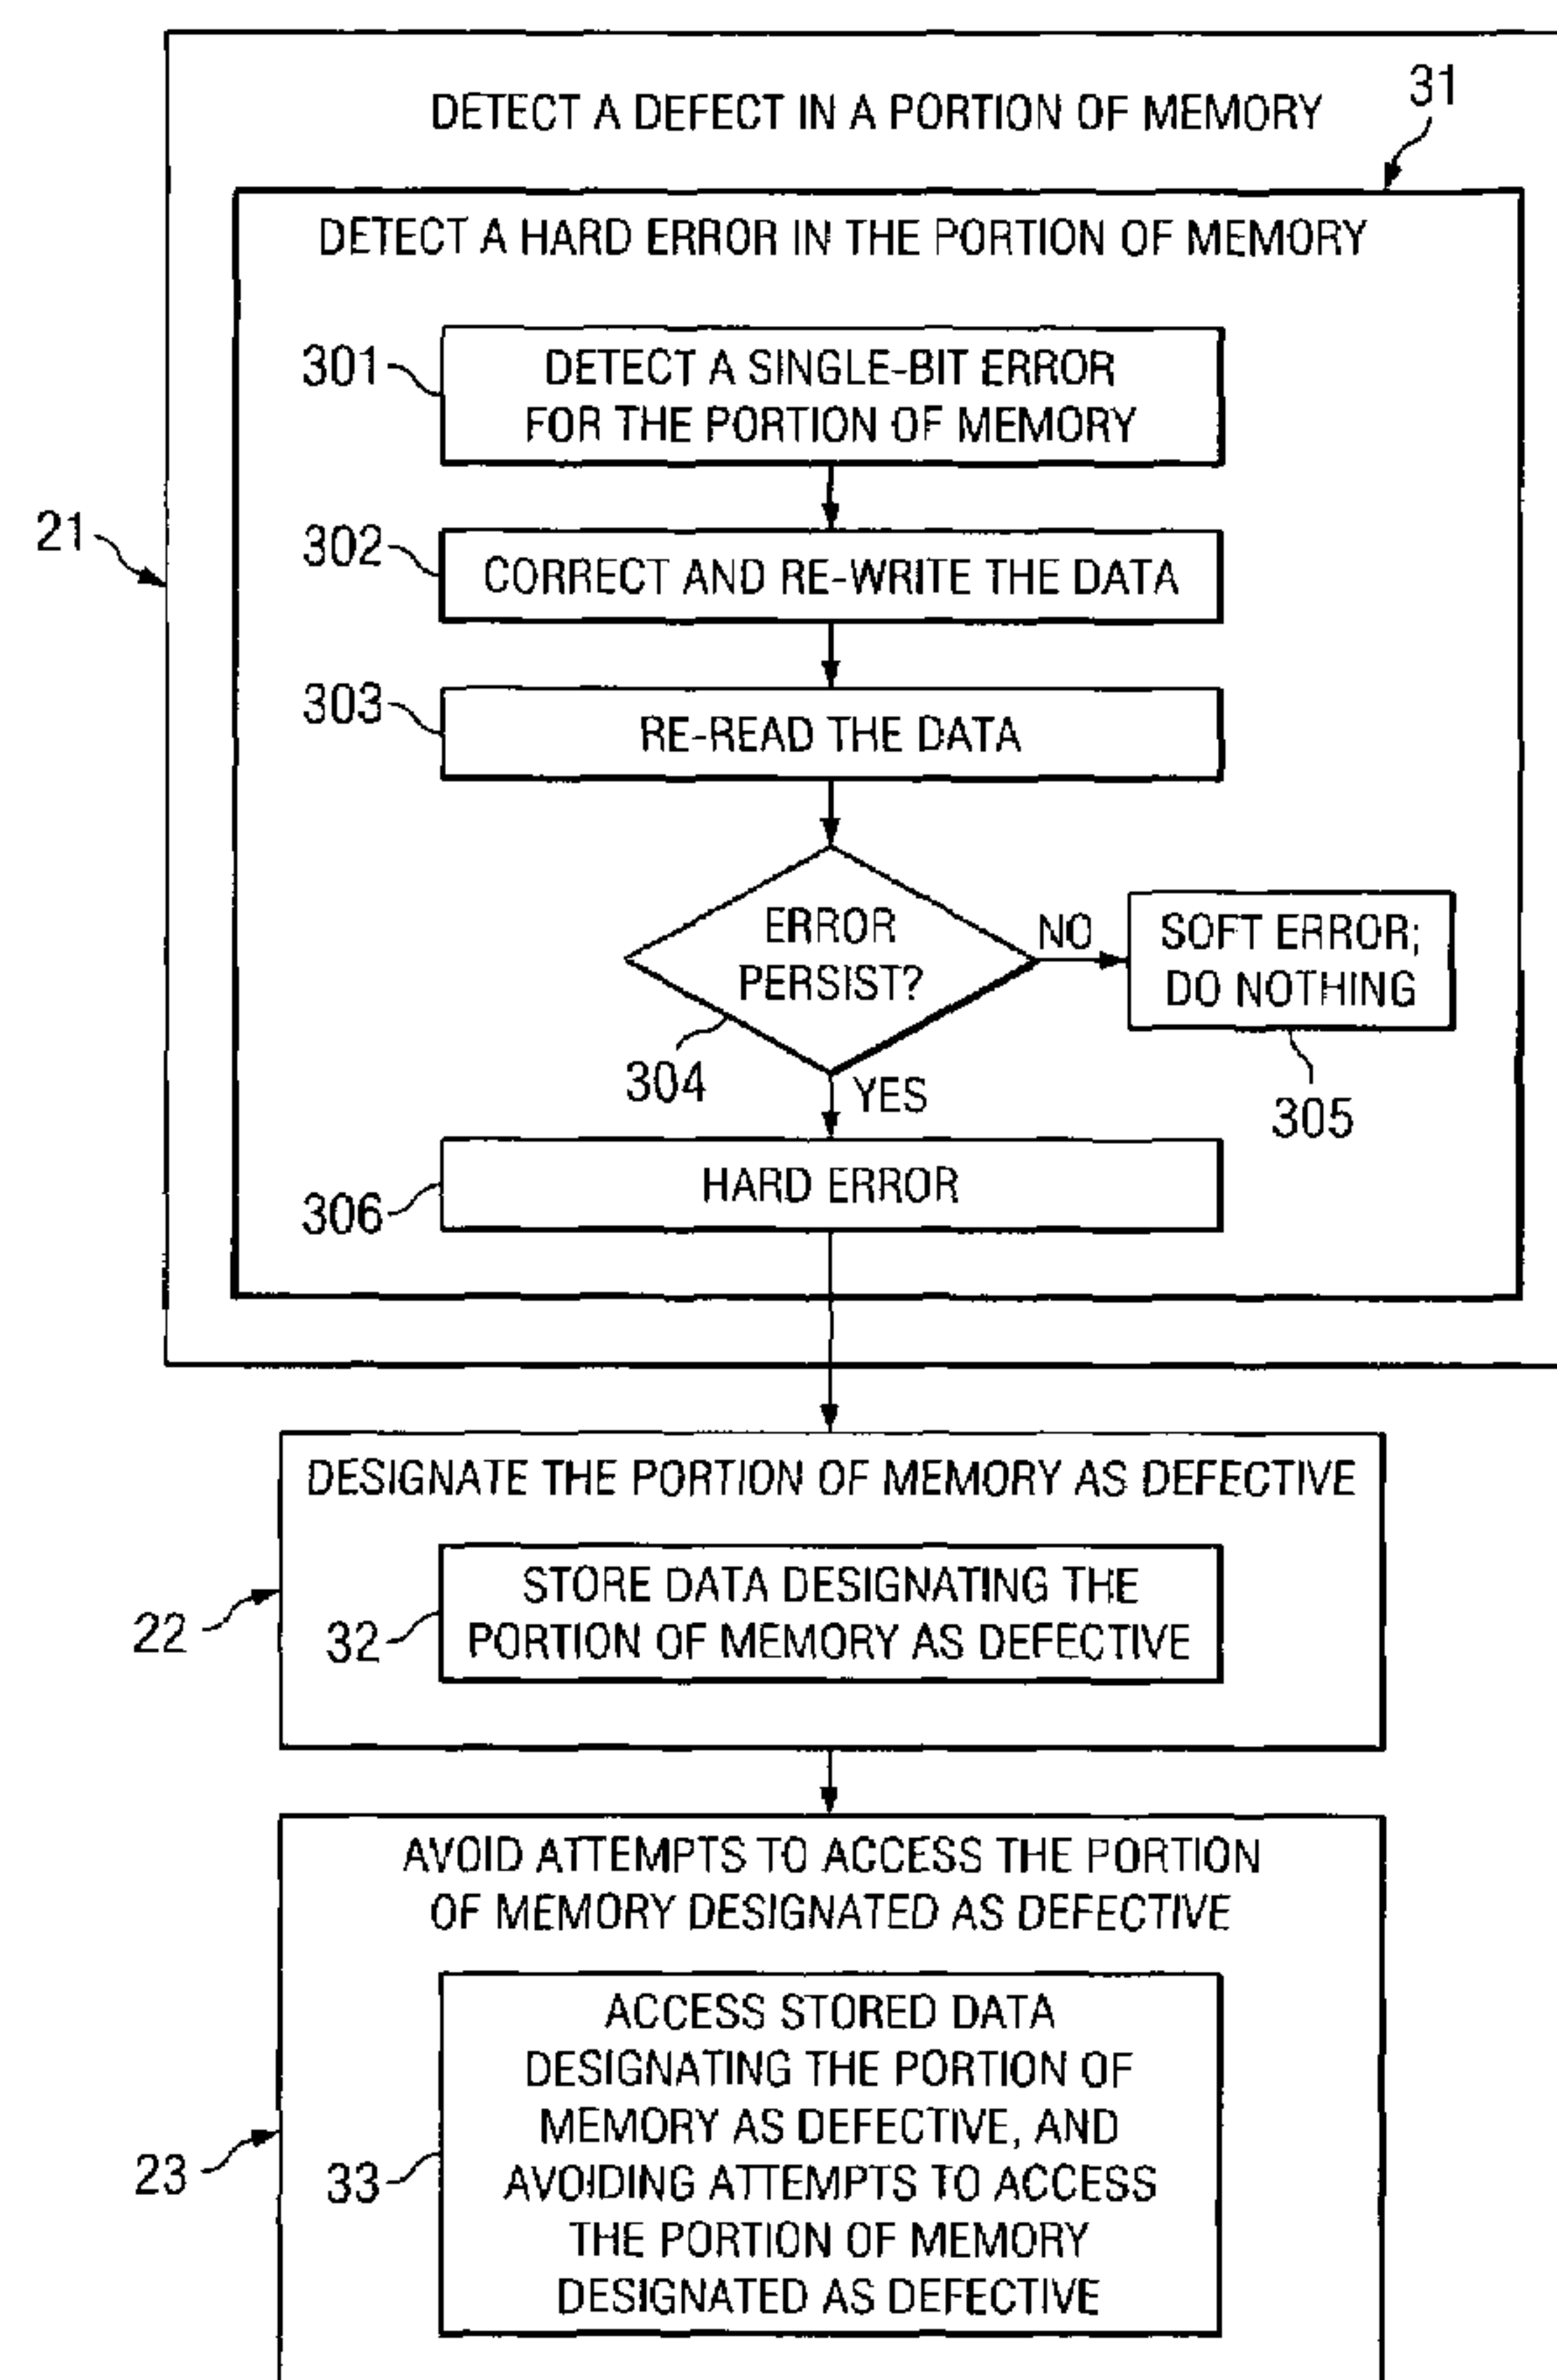 DETECT A DEFECT IN A PORTION OF MEMORY
31
DETECT A HARD ERROR IN THE PORTION OF MEMORY
301
DETECT A SINGLE-BIT ERROR
FOR THE PORTION OF MEMORY
21
302
CORRECT AND RE-WRITE THE DATA
303
RE-READ THE DATA
ERROR
PERSIST?
NO
SOFT ERROR;
DO NOTHING
304
YES
305
306
HARD ERROR
DESIGNATE THE PORTION OF MEMORY AS DEFECTIVE
22
32
STORE DATA DESIGNATING THE
PORTION OF MEMORY AS DEFECTIVE
AVOID ATTEMPTS TO ACCESS THE PORTION
OF MEMORY DESIGNATED AS DEFECTIVE
23
33
ACCESS STORED DATA
DESIGNATING THE PORTION OF
MEMORY AS DEFECTIVE, AND
AVOIDING ATTEMPTS TO ACCESS
THE PORTION OF MEMORY
DESIGNATED AS DEFECTIVE